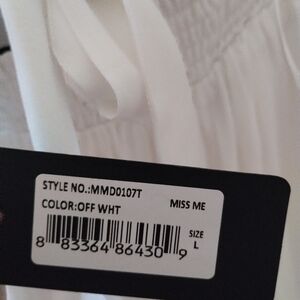 STYLE NO.:MMD0107T
COLOR:OFF WHT MISS ME
SIZE
L
8 83364 86430 9